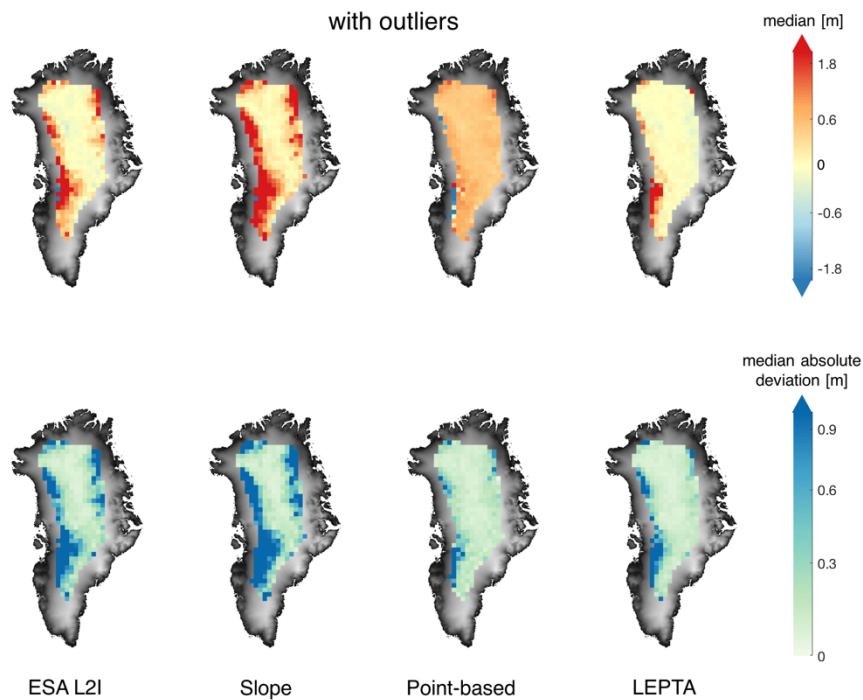 with outliers
median [m]
1.8
0.6
0
-0.6
-1.8
median absolute
deviation [m]
0.9
0.6
0.3
0
ESA L2I
Slope
Point-based
LEPTA